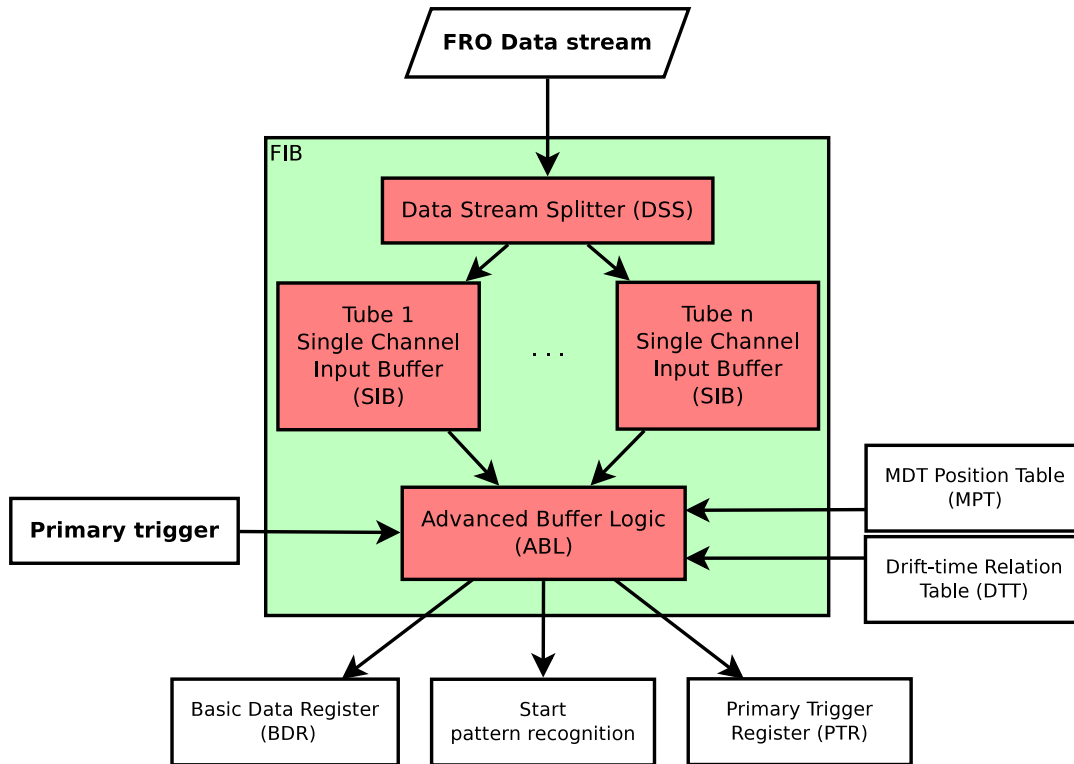 FRO Data stream
FIB
Data Stream Splitter (DSS)
Tube 1
Single Channel
Input Buffer
(SIB)
. . .
Tube n
Single Channel
Input Buffer
(SIB)
MDT Position Table
(MPT)
Primary trigger
Advanced Buffer Logic
(ABL)
Drift-time Relation
Table (DTT)
Basic Data Register
(BDR)
Start
pattern recognition
Primary Trigger
Register (PTR)